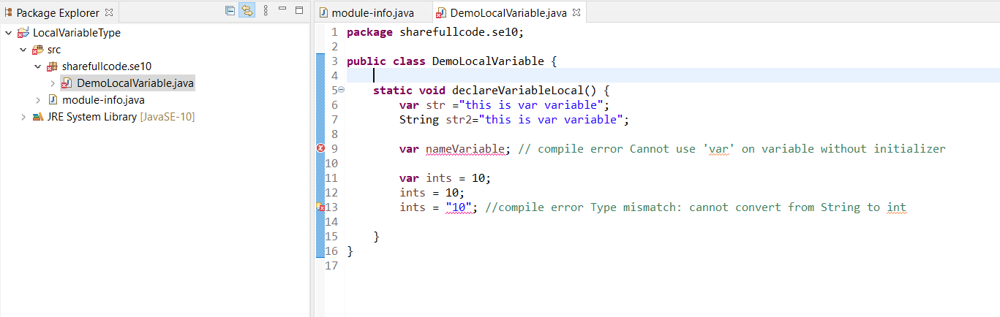 Package Explorer
LocalVariableType
src
sharefullcode.se10
DemoLocalVariable.java
module-info.java
JRE System Library [JavaSE-10]
module-info.java
DemoLocalVariable.java
1 package sharefullcode.se10;
2
3 public class DemoLocalVariable {
4
5 static void declareVariableLocal() {
6 var str ="this is var variable";
7 String str2="this is var variable";
8
9 var nameVariable; // compile error Cannot use 'var' on variable without initializer
10
11 var ints = 10;
12 ints = 10;
13 ints = "10"; //compile error Type mismatch: cannot convert from String to int
14
15 }
16 }
17